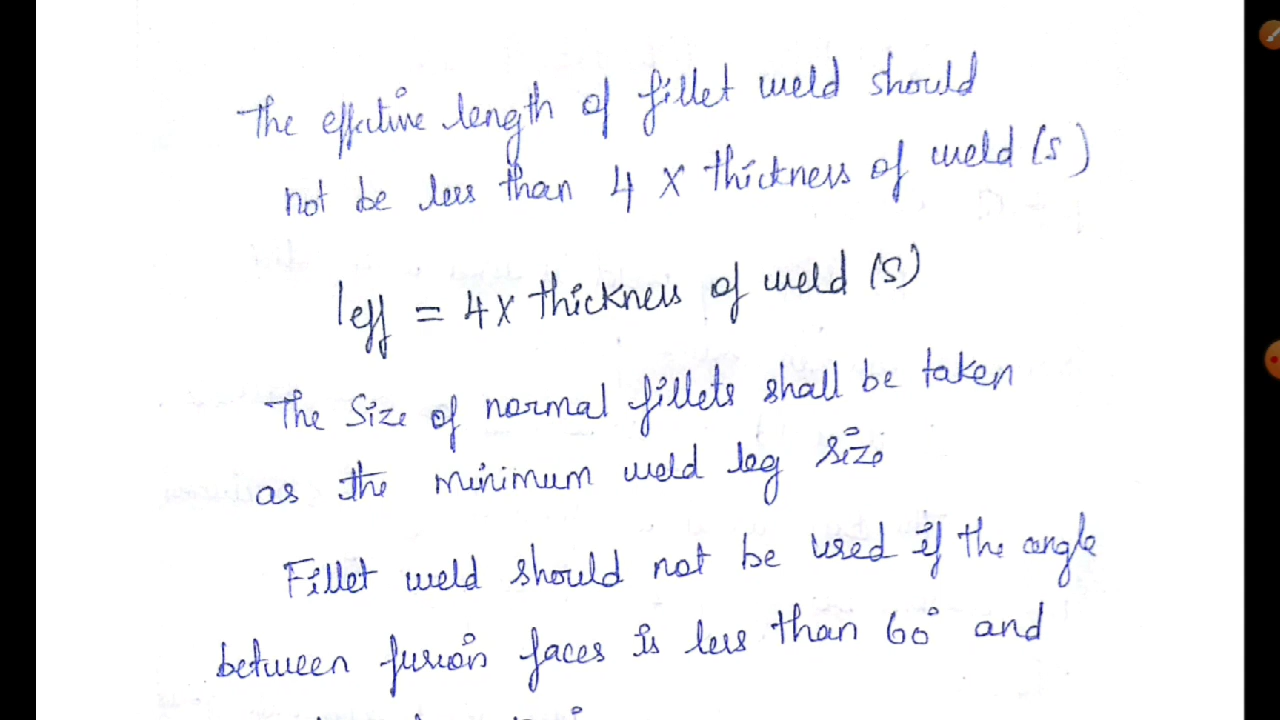 The effective length of fillet weld should
not be less than 4 X thickness of weld (s)
leff = 4X thickness of weld (s)
The Size of normal fillets shall be taken
as the minimum weld leg size
Fillet weld should not be used if the angle
between fusion faces is less than 60° and